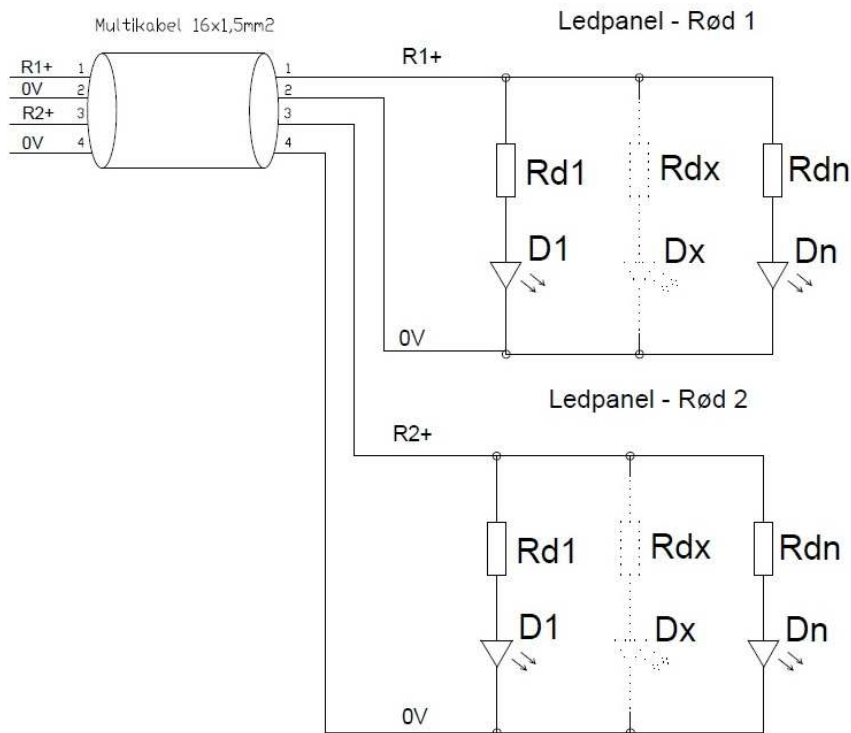 Multikabel 16x1,5mm2
Ledpanel - Rød 1
R1+ 1
0V 2
R2+ 3
0V 4
1
2
3
4
R1+
Rd1 Rdx Rdn
D1 Dx Dn
0V
Ledpanel - Rød 2
R2+
Rd1 Rdx Rdn
D1 Dx Dn
0V